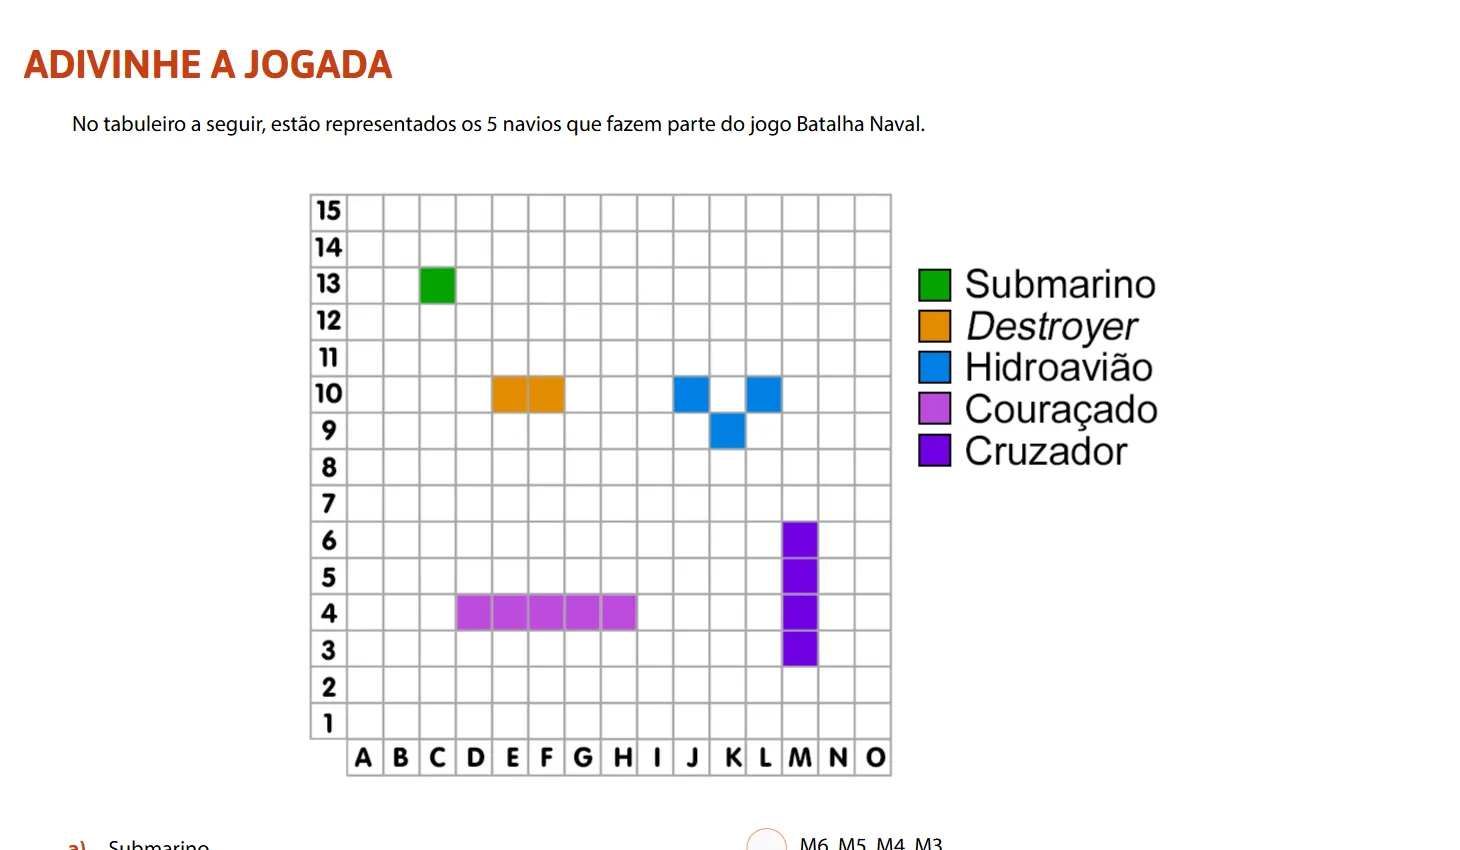 ADIVINHE A JOGADA
No tabuleiro a seguir, estão representados os 5 navios que fazem parte do jogo Batalha Naval.
15
14
13
12
11
10
9
8
7
6
5
4
3
2
1
A B C D E F G H I J K L M N O
Submarino
Destroyer
Hidroavião
Couraçado
Cruzador
a) Submarino
M6, M5, M4, M3